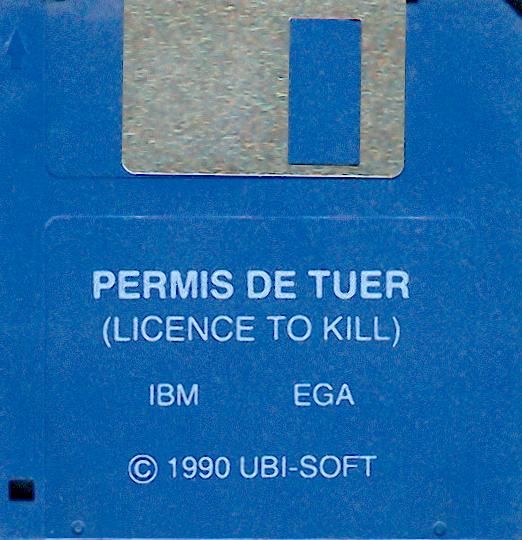 PERMIS DE TUER
(LICENCE TO KILL)
IBM EGA
© 1990 UBI-SOFT